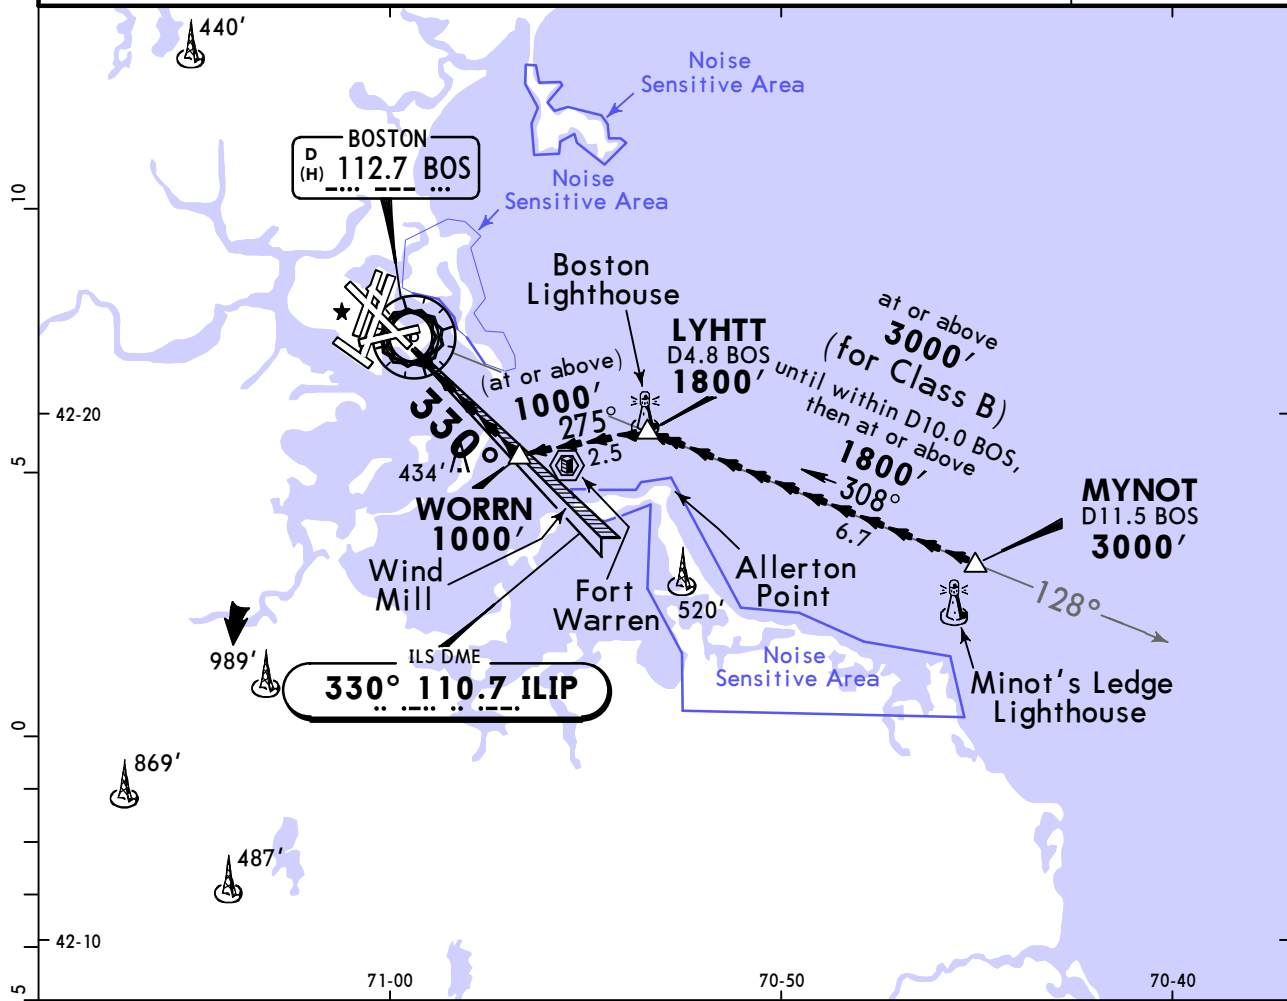 440'
Noise
Sensitive Area
BOSTON
D
(H)
112.7 BOS
Noise
Sensitive Area
10
Boston
Lighthouse
LYHTT
D4.8 BOS
1800'
at or above
3000'
(for Class B)
until within D10.0 BOS,
then at or above
1800'
308°
6.7
(at or above)
1000'
275°
2.5
42-20
330°
434'
5
WORRN
1000'
MYNOT
D11.5 BOS
3000'
Wind
Mill
Fort
Warren
Allerton
Point
520'
128°
989'
ILS DME
330° 110.7 ILIP
Noise
Sensitive Area
Minot's Ledge
Lighthouse
0
869'
487'
42-10
71-00
70-50
70-40
5